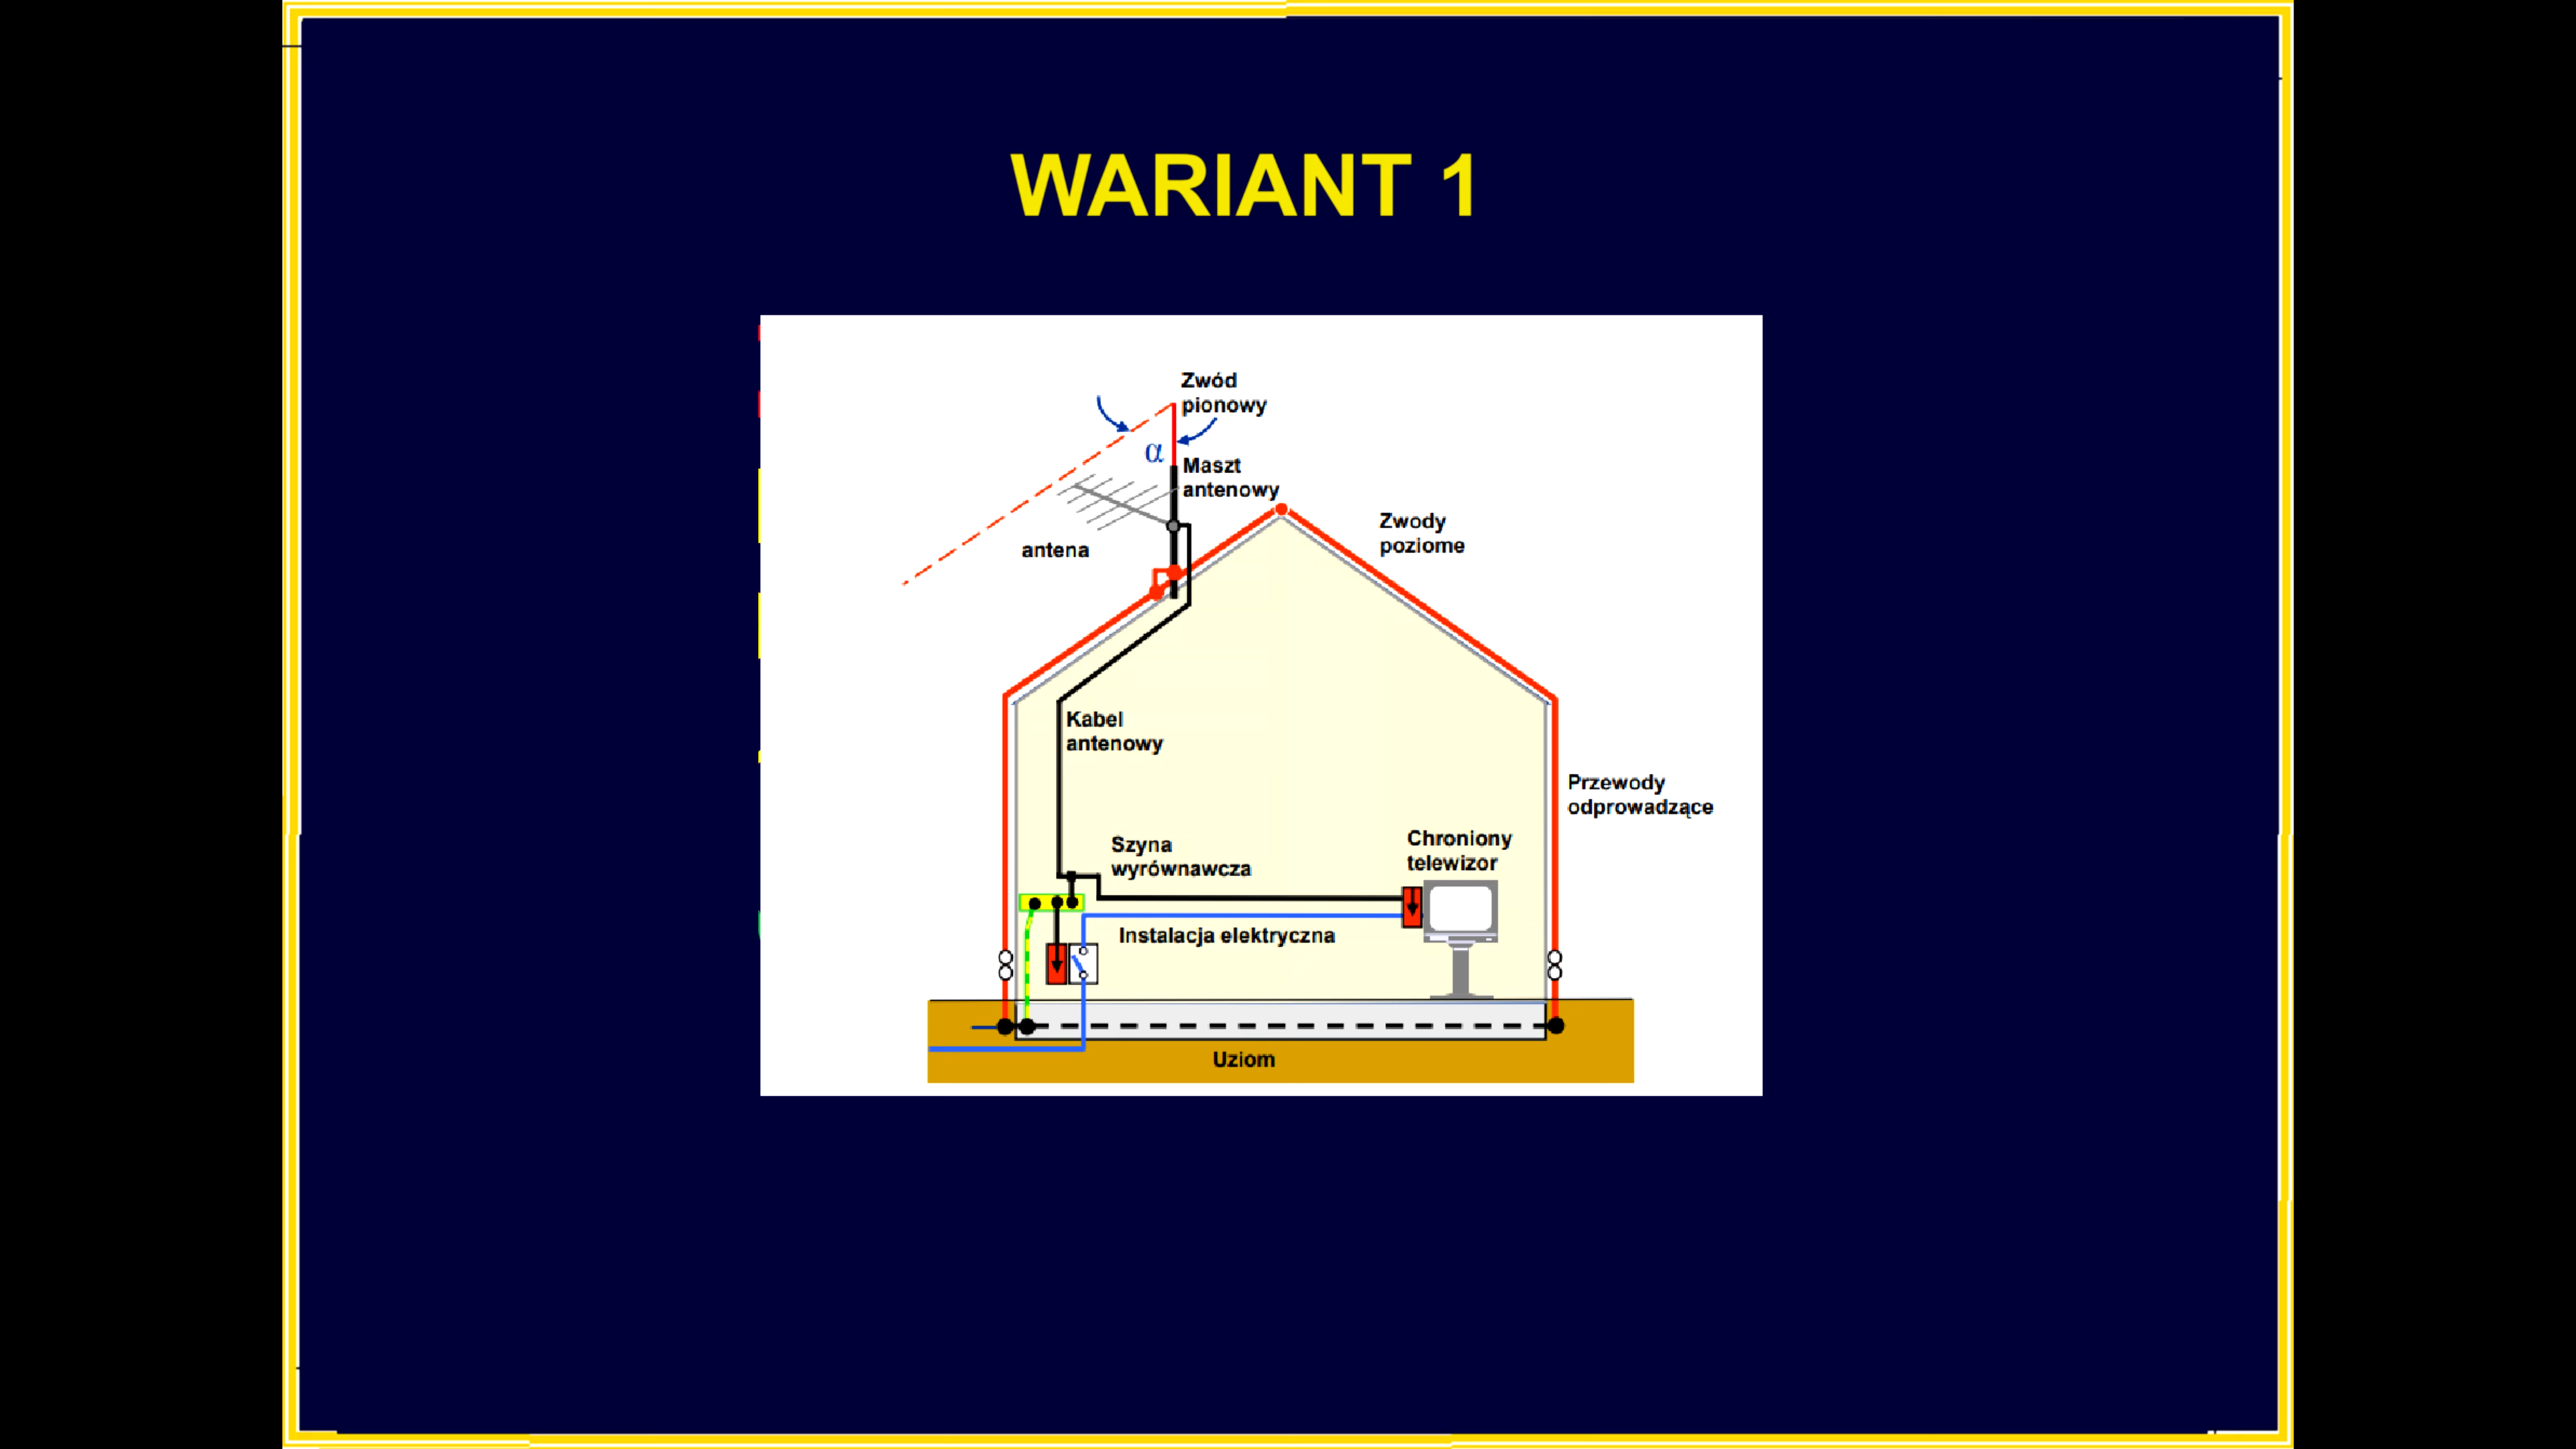 WARIANT 1
Zwód
pionowy
α
Maszt
antenowy
Zwody
poziome
antena
Kabel
antenowy
Przewody
odprowadzące
Szyna
wyrównawcza
Chroniony
telewizor
Instalacja elektryczna
Uziom